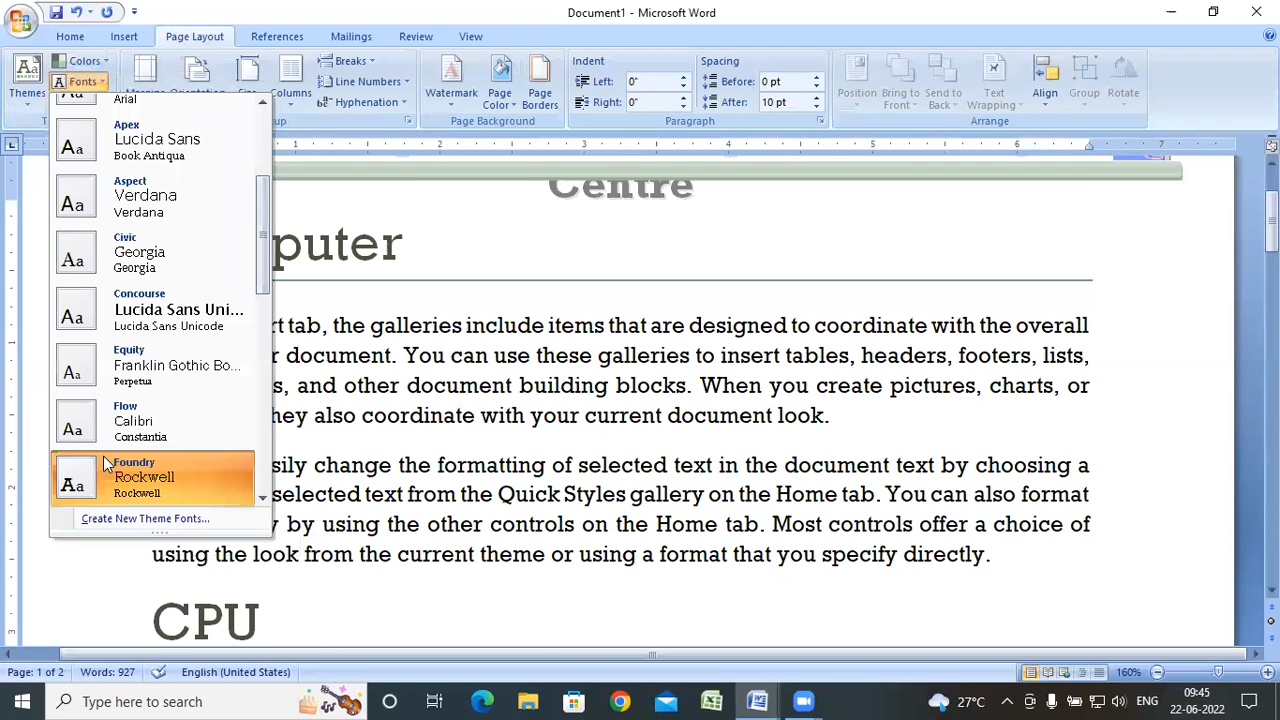 Document1 - Microsoft Word
Home Insert Page Layout References Mailings Review View
Themes
Colors
Fonts
Orientation
Size
Columns
Breaks
Line Numbers
Hyphenation
Watermark
Page Color
Page Borders
Page Background
Indent
Left: 0"
Right: 0"
Spacing
Before: 0 pt
After: 10 pt
Paragraph
Position
Bring to Front
Send to Back
Text Wrapping
Align
Group
Rotate
Arrange
Arial
Apex
Lucida Sans
Book Antiqua
Aspect
Verdana
Verdana
Civic
Georgia
Georgia
Concourse
Lucida Sans Uni...
Lucida Sans Unicode
Equity
Franklin Gothic Bo...
Perpetua
Flow
Calibri
Constantia
Foundry
Rockwell
Rockwell
Create New Theme Fonts...
1 2 3 4 5 6 7
Centre
puter
rt tab, the galleries include items that are designed to coordinate with the overall
r document. You can use these galleries to insert tables, headers, footers, lists,
s, and other document building blocks. When you create pictures, charts, or
hey also coordinate with your current document look.
sily change the formatting of selected text in the document text by choosing a
selected text from the Quick Styles gallery on the Home tab. You can also format
y by using the other controls on the Home tab. Most controls offer a choice of
using the look from the current theme or using a format that you specify directly.
CPU
Page: 1 of 2 Words: 927 English (United States) 160%
Type here to search
27°C
ENG
09:45
22-06-2022